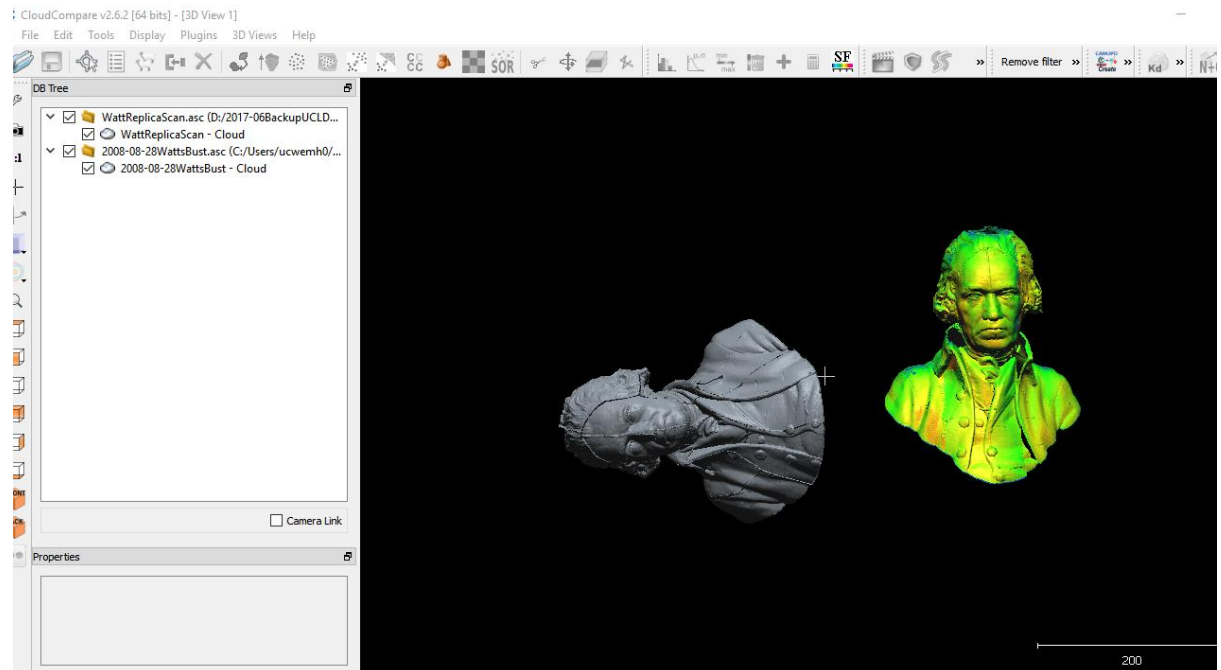 CloudCompare v2.6.2 [64 bits] - [3D View 1]
File Edit Tools Display Plugins 3D Views Help
SOR
SF
Remove filter
CANUPO
Create
Kd
DB Tree
WattReplicaScan.asc (D:/2017-06BackupUCLD...
WattReplicaScan - Cloud
2008-08-28WattsBust.asc (C:/Users/ucwemh0/...
2008-08-28WattsBust - Cloud
Camera Link
Properties
200